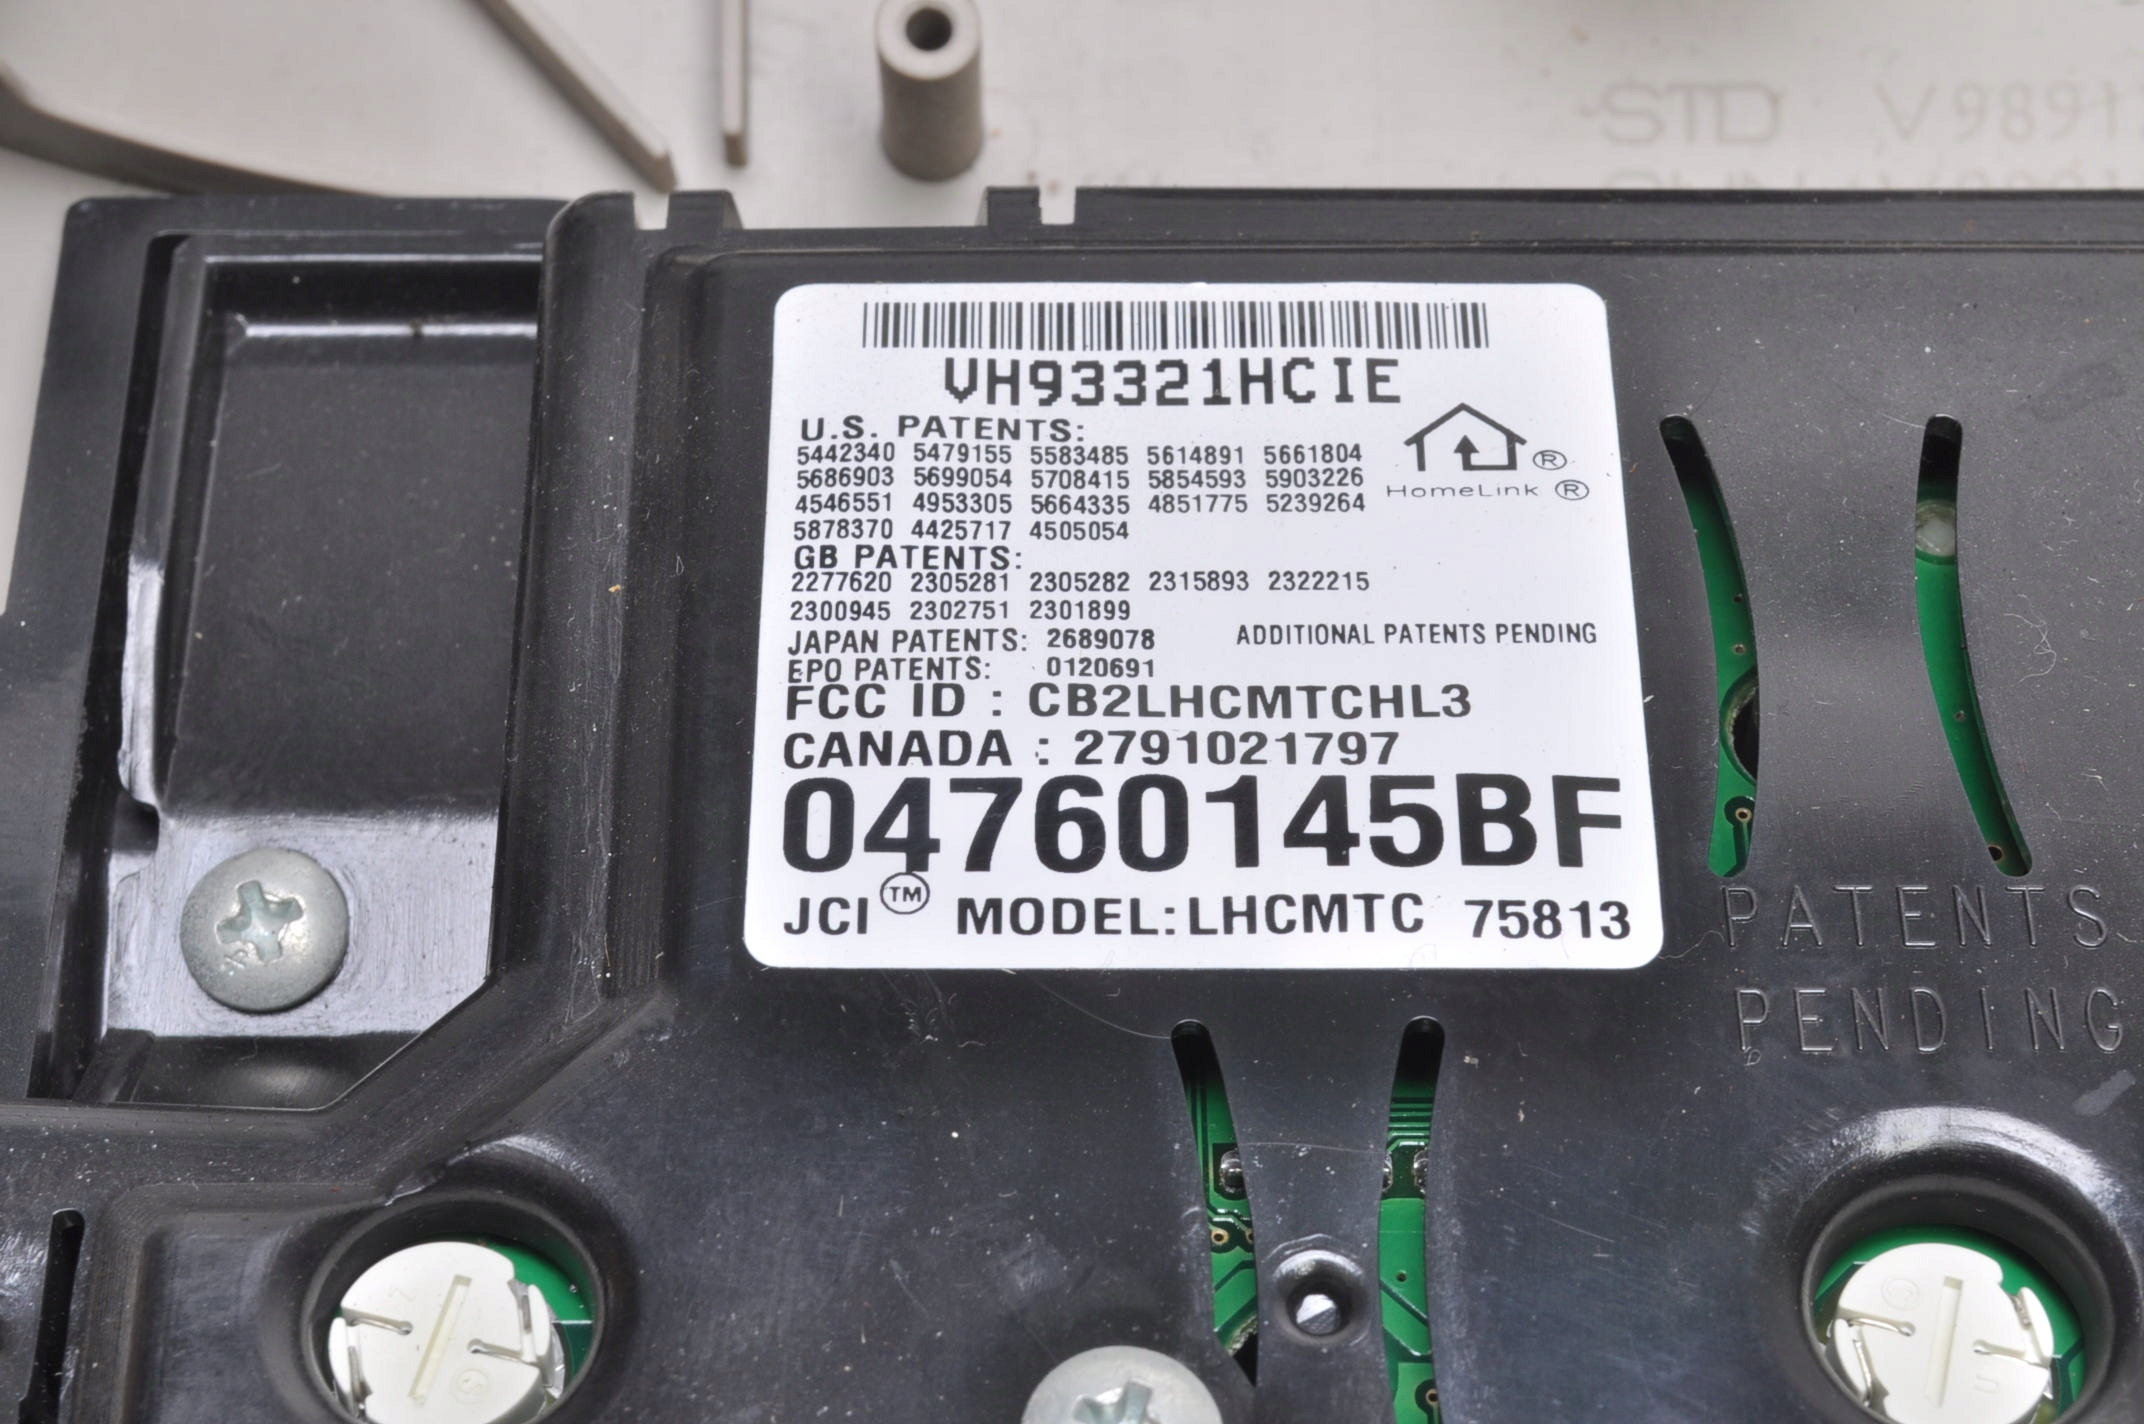 STD V9891
VH93321HCIE
U.S. PATENTS:
5442340 5479155 5583485 5614891 5661804
5686903 5699054 5708415 5854593 5903226
4546551 4953305 5664335 4851775 5239264
5878370 4425717 4505054
HomeLink ®
®
GB PATENTS:
2277620 2305281 2305282 2315893 2322215
2300945 2302751 2301899
JAPAN PATENTS: 2689078 ADDITIONAL PATENTS PENDING
EPO PATENTS: 0120691
FCC ID : CB2LHCMTCHL3
CANADA : 2791021797
04760145BF
JCI™ MODEL:LHCMTC 75813
PATENTS
PENDING